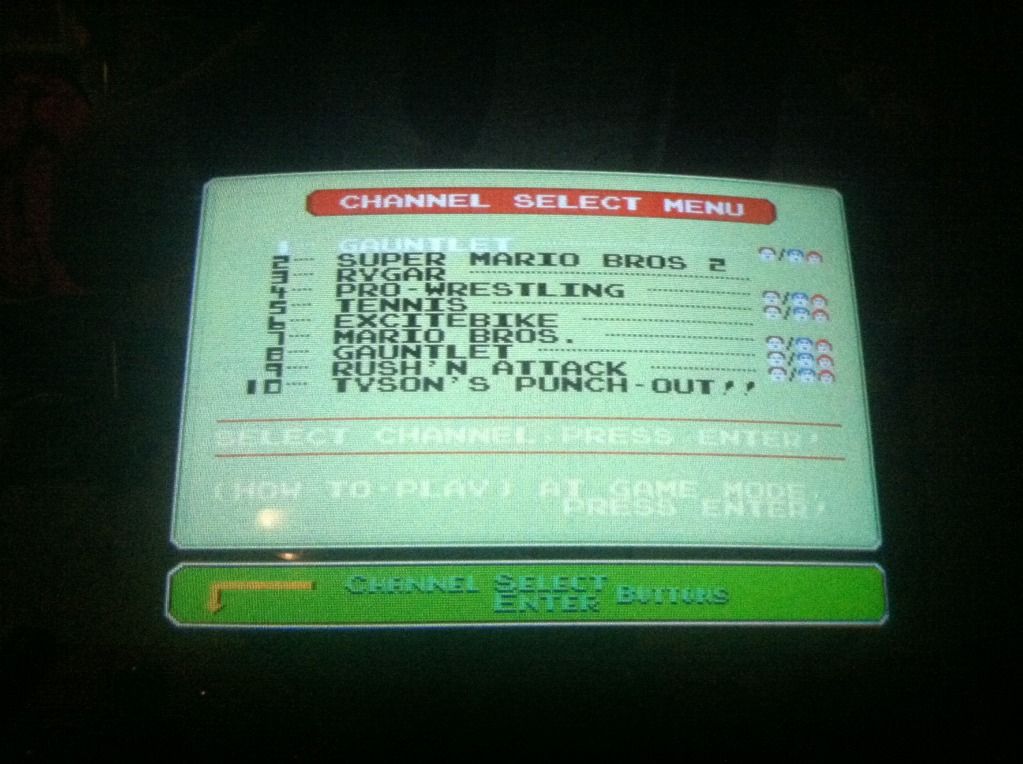 CHANNEL SELECT MENU
1 -- GAUNTLET
2 --- SUPER MARIO BROS 2
3 --- RYGAR
4 --- PRO-WRESTLING
5 --- TENNIS
6 --- EXCITEBIKE
7 --- MARIO BROS.
8 --- GAUNTLET
9 --- RUSH'N ATTACK
10 -- TYSON'S PUNCH-OUT!!
SELECT CHANNEL, PRESS ENTER!
(HOW TO-PLAY) AT GAME MODE,
PRESS ENTER!
CHANNEL SELECT
ENTER BUTTONS